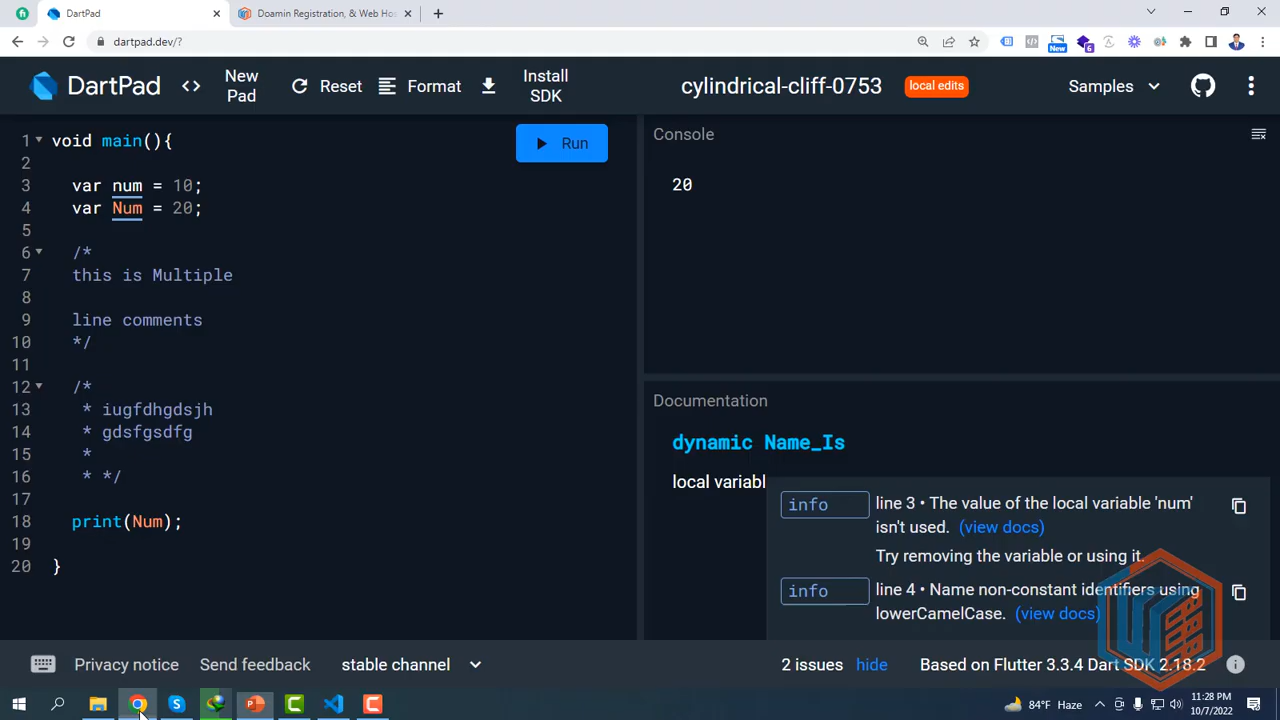 DartPad
Doamin Registration, & Web Hos
dartpad.dev/?
New
6
DartPad
<> New Pad
Reset
Format
Install SDK
cylindrical-cliff-0753
local edits
Samples
1 void main(){
2
3 var num = 10;
4 var Num = 20;
5
6 /*
7 this is Multiple
8
9 line comments
10 */
11
12 /*
13 * iugfdhgdsjh
14 * gdsfgsdfg
15 *
16 * */
17
18 print(Num);
19
20 }
Run
Console
20
Documentation
dynamic Name_Is
local variabl
info line 3 • The value of the local variable 'num' isn't used. (view docs)
Try removing the variable or using it.
info line 4 • Name non-constant identifiers using lowerCamelCase. (view docs)
Privacy notice
Send feedback
stable channel
2 issues hide
Based on Flutter 3.3.4 Dart SDK 2.18.2
84°F Haze
11:28 PM
10/7/2022